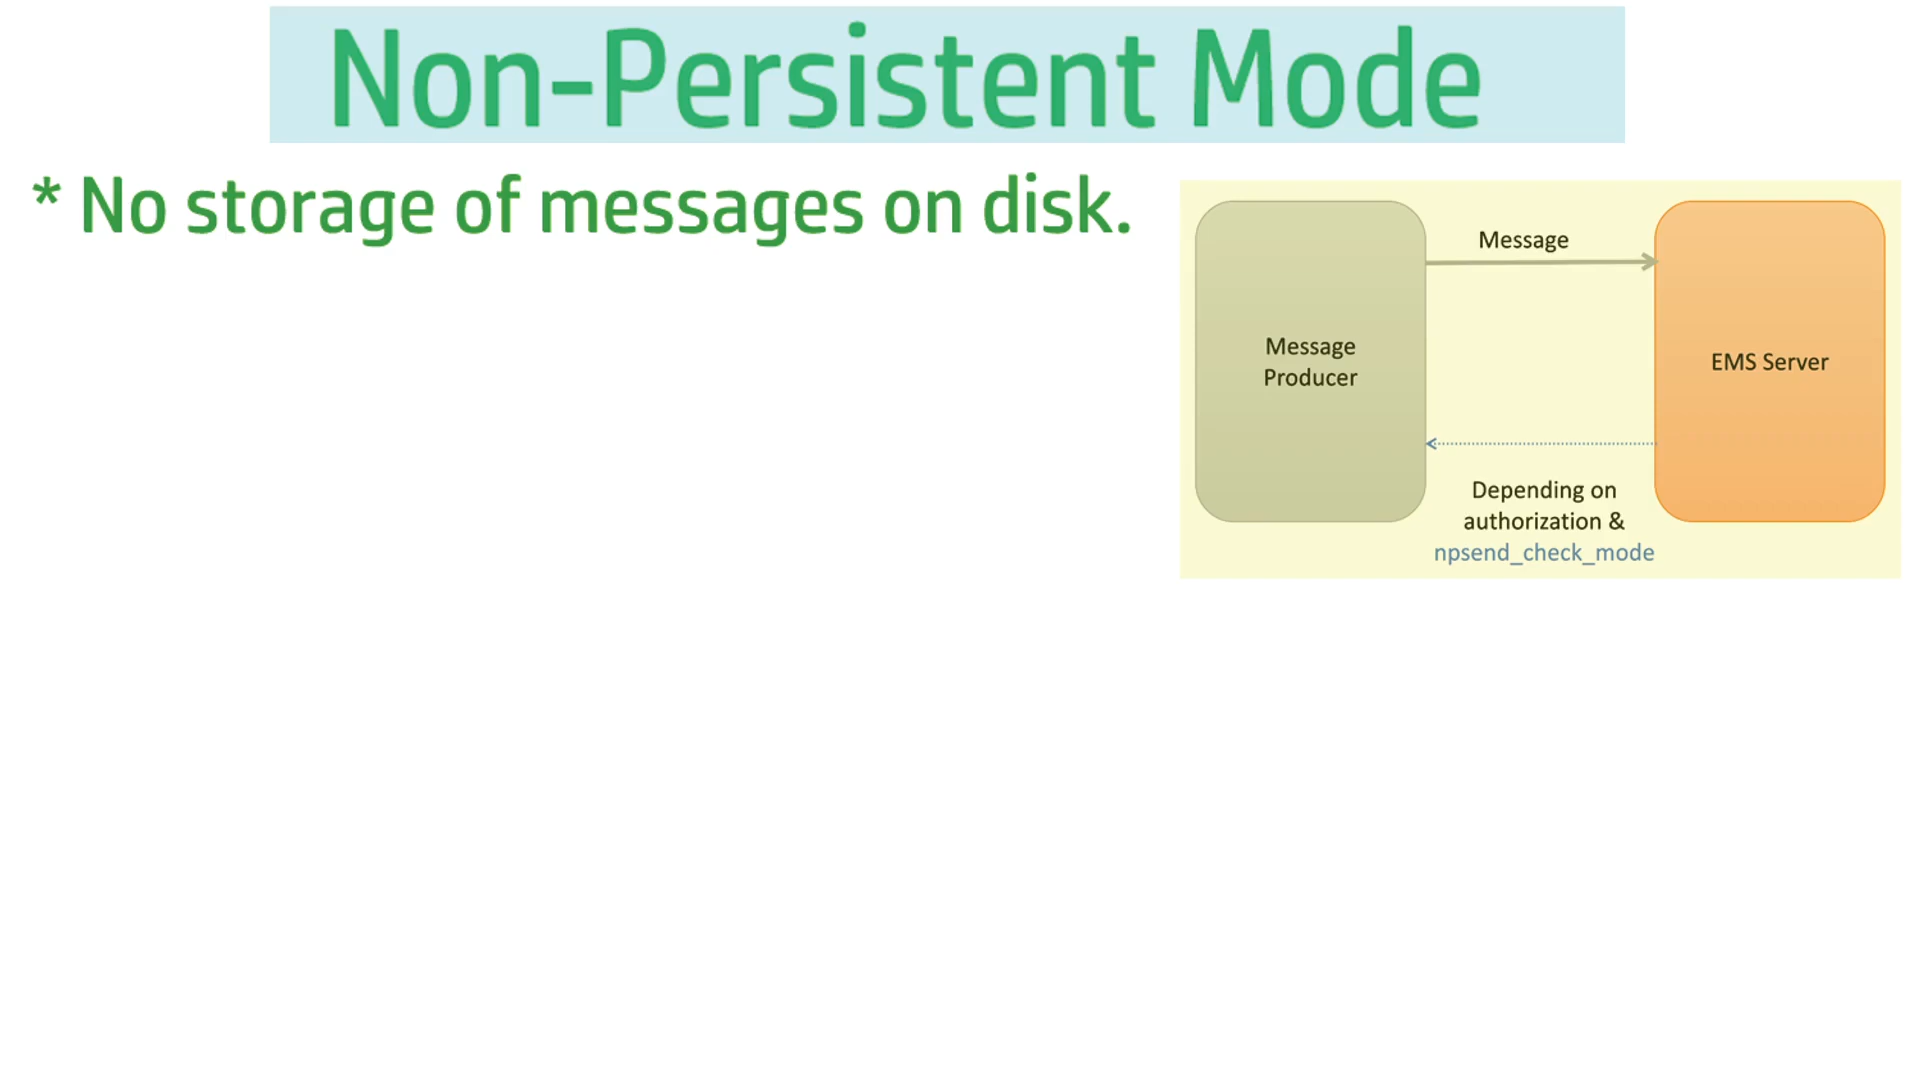 Non-Persistent Mode
* No storage of messages on disk.
Message
Message
Producer
EMS Server
Depending on
authorization &
npsend_check_mode